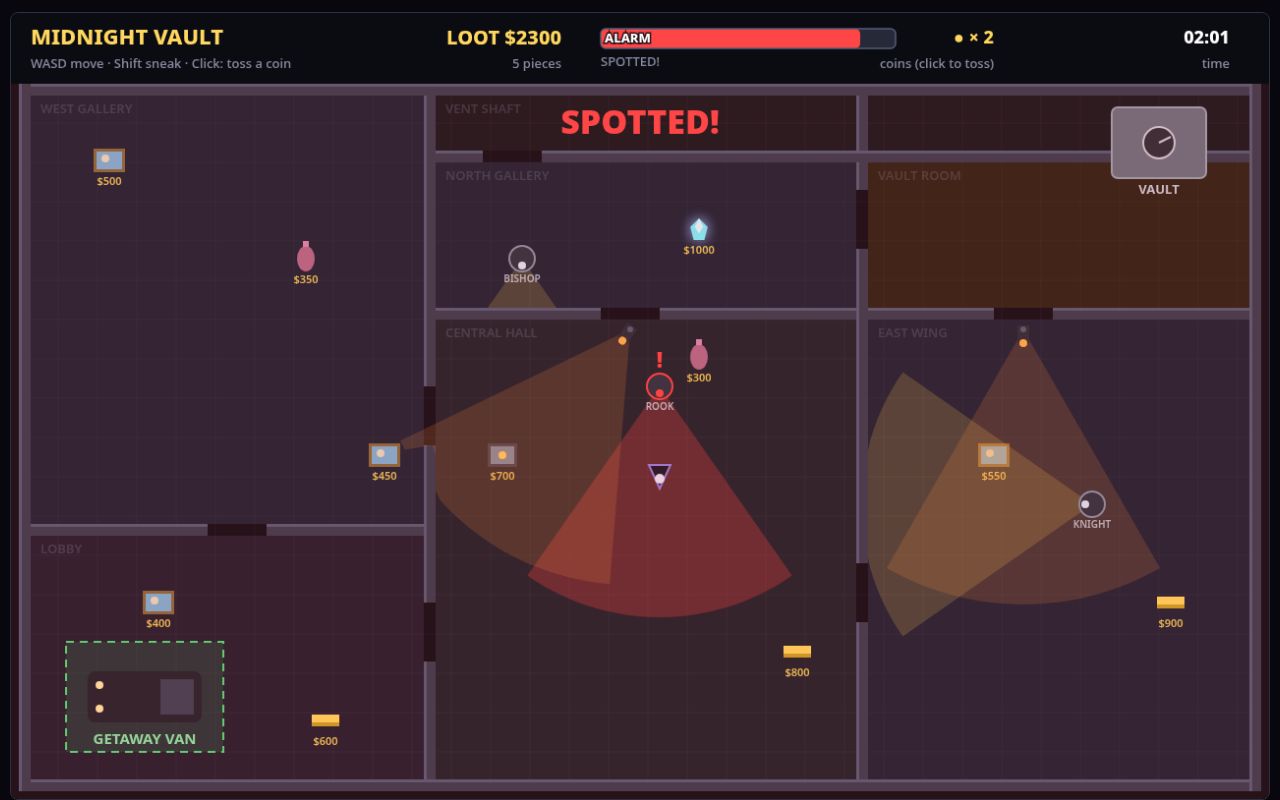 MIDNIGHT VAULT
WASD move · Shift sneak · Click: toss a coin
LOOT $2300
5 pieces
ALARM
SPOTTED!
× 2
coins (click to toss)
02:01
time
WEST GALLERY
VENT SHAFT
SPOTTED!
VAULT
NORTH GALLERY
VAULT ROOM
$500
$350
$1000
BISHOP
CENTRAL HALL
EAST WING
!
$300
ROOK
$450
$700
$550
KNIGHT
LOBBY
$400
$900
$800
GETAWAY VAN
$600